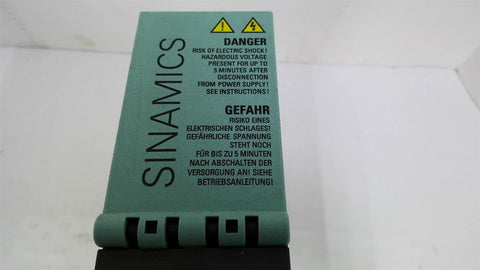 SINAMICS
DANGER
RISK OF ELECTRIC SHOCK!
HAZARDOUS VOLTAGE
PRESENT FOR UP TO
5 MINUTES AFTER
DISCONNECTION
FROM POWER SUPPLY!
SEE INSTRUCTIONS!
GEFAHR
RISIKO EINES
ELEKTRISCHEN SCHLAGES!
GEFÄHRLICHE SPANNUNG
STEHT NOCH
FÜR BIS ZU 5 MINUTEN
NACH ABSCHALTEN DER
VERSORGUNG AN! SIEHE
BETRIEBSANLEITUNG!